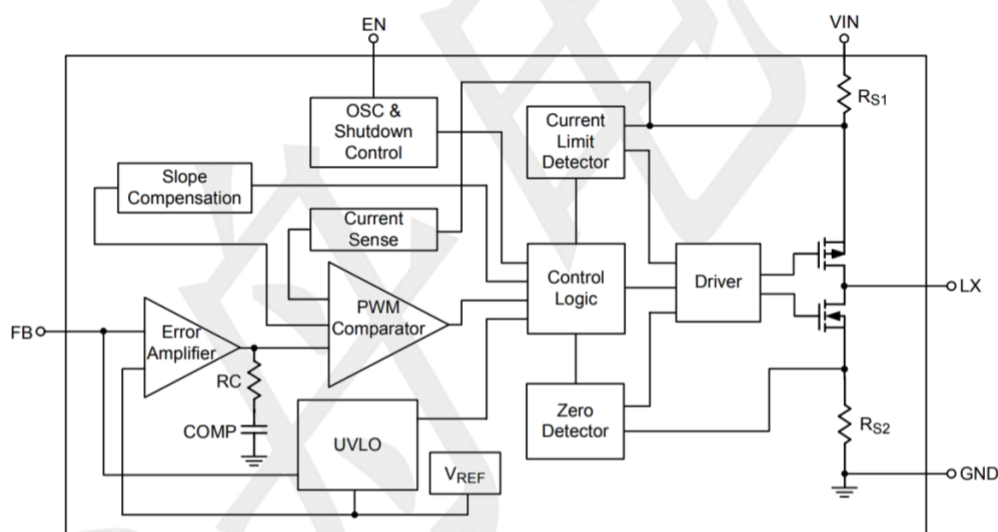 EN
VIN
RS1
OSC &
Shutdown
Control
Current
Limit
Detector
Slope
Compensation
Current
Sense
Control
Logic
Driver
LX
PWM
Comparator
FB
Error
Amplifier
RC
COMP
UVLO
VREF
Zero
Detector
RS2
GND